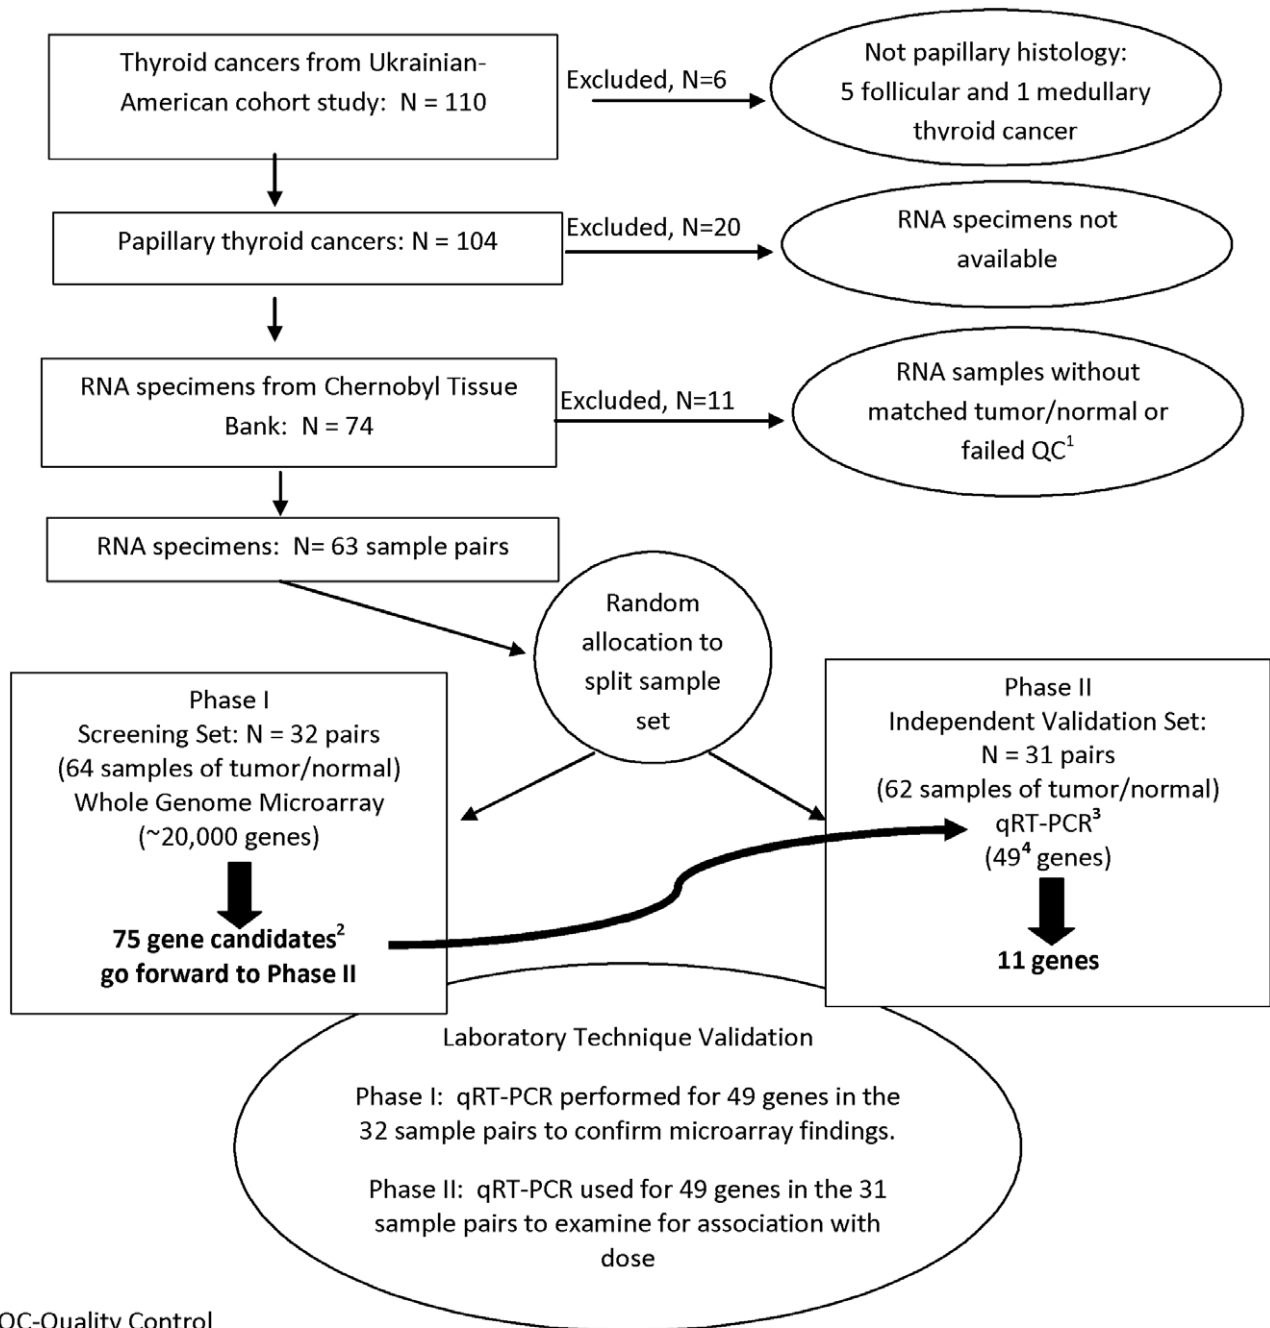 Thyroid cancers from Ukrainian-
American cohort study:  N = 110
Excluded, N=6
Not papillary histology:
5 follicular and 1 medullary
thyroid cancer
Papillary thyroid cancers: N = 104
Excluded, N=20
RNA specimens not
available
RNA specimens from Chernobyl Tissue
Bank:  N = 74
Excluded, N=11
RNA samples without
matched tumor/normal or
failed QC¹
RNA specimens:  N= 63 sample pairs
Random
allocation to
split sample
set
Phase I
Screening Set: N = 32 pairs
(64 samples of tumor/normal)
Whole Genome Microarray
(~20,000 genes)
75 gene candidates²
go forward to Phase II
Phase II
Independent Validation Set:
N = 31 pairs
(62 samples of tumor/normal)
qRT-PCR³
(49⁴ genes)
11 genes
Laboratory Technique Validation
Phase I:  qRT-PCR performed for 49 genes in the
32 sample pairs to confirm microarray findings.
Phase II:  qRT-PCR used for 49 genes in the 31
sample pairs to examine for association with
dose
QC-Quality Control